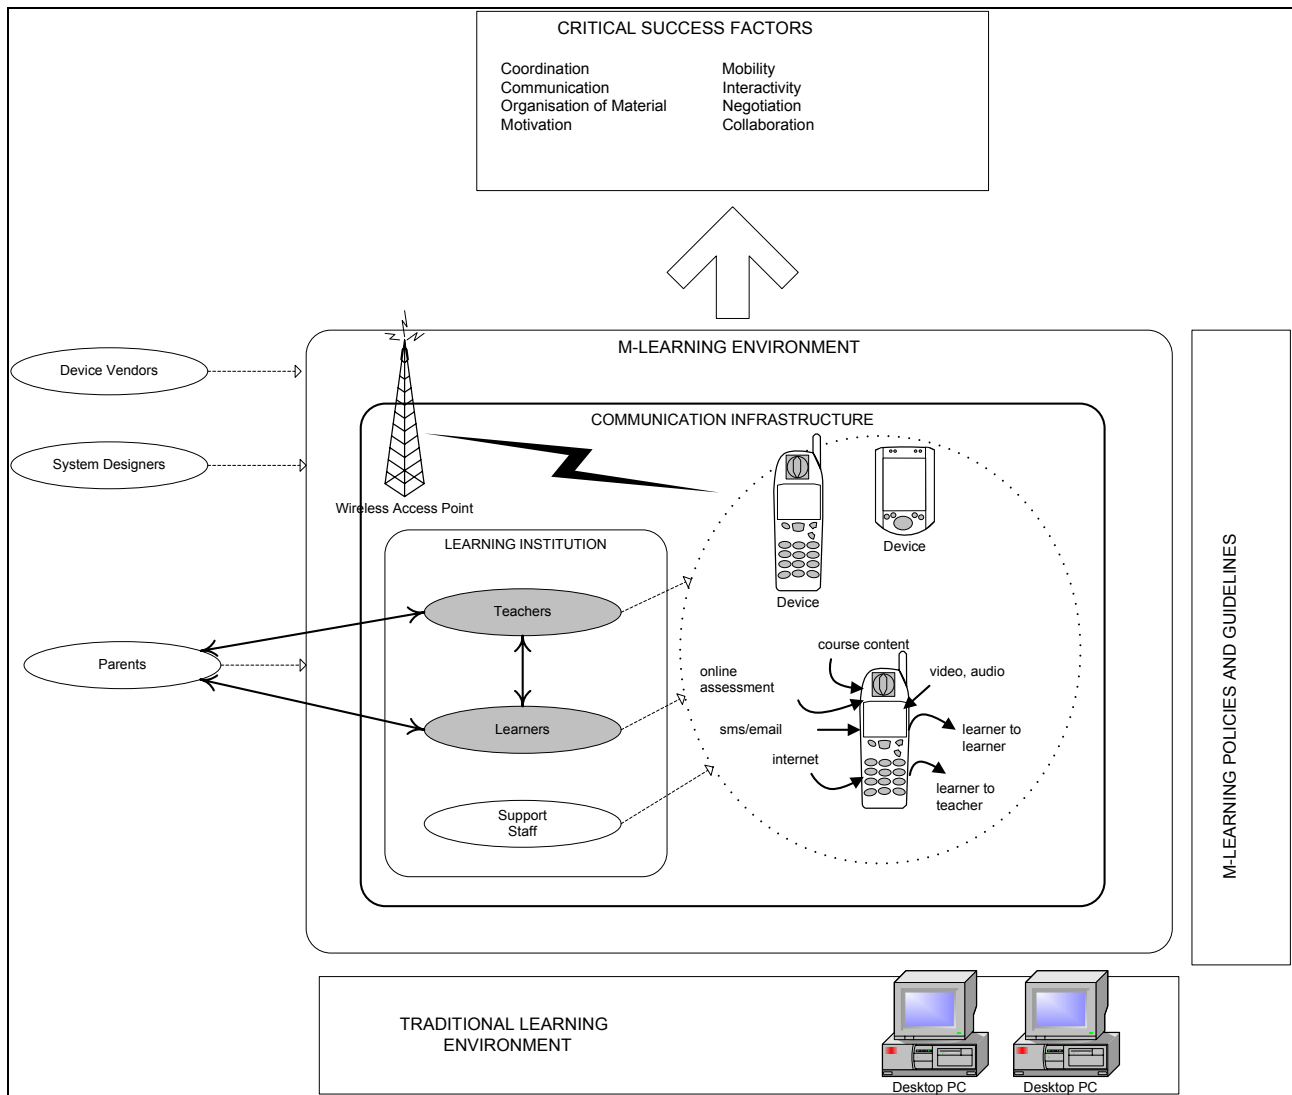 CRITICAL SUCCESS FACTORS
Coordination
Communication
Organisation of Material
Motivation
Mobility
Interactivity
Negotiation
Collaboration
M-LEARNING ENVIRONMENT
Device Vendors
System Designers
Parents
COMMUNICATION INFRASTRUCTURE
Wireless Access Point
LEARNING INSTITUTION
Teachers
Learners
Support
Staff
Device
Device
course content
online
assessment
video, audio
sms/email
learner to
learner
internet
learner to
teacher
M-LEARNING POLICIES AND GUIDELINES
TRADITIONAL LEARNING
ENVIRONMENT
Desktop PC
Desktop PC